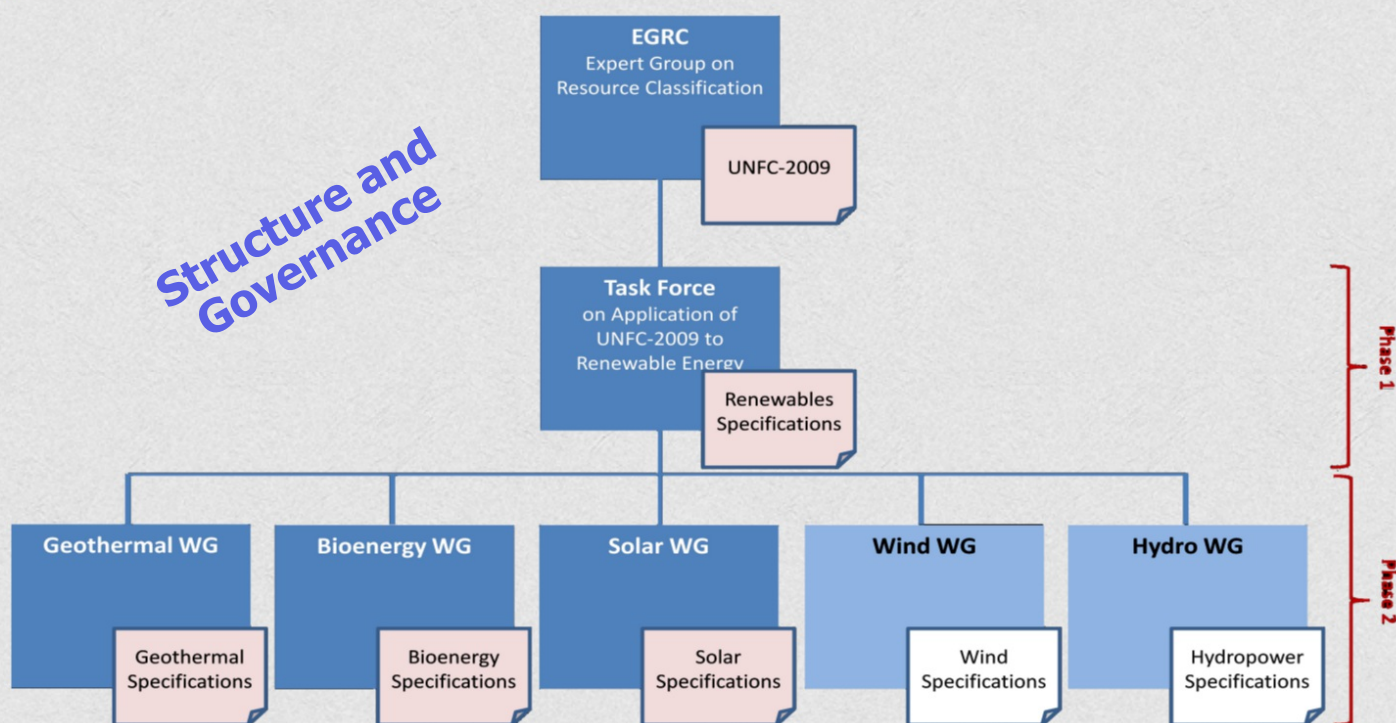 EGRC
Expert Group on
Resource Classification
UNFC-2009
Structure and
Governance
Task Force
on Application of
UNFC-2009 to
Renewable Energy
Renewables
Specifications
Phase 1
Geothermal WG
Bioenergy WG
Solar WG
Wind WG
Hydro WG
Phase 2
Geothermal
Specifications
Bioenergy
Specifications
Solar
Specifications
Wind
Specifications
Hydropower
Specifications